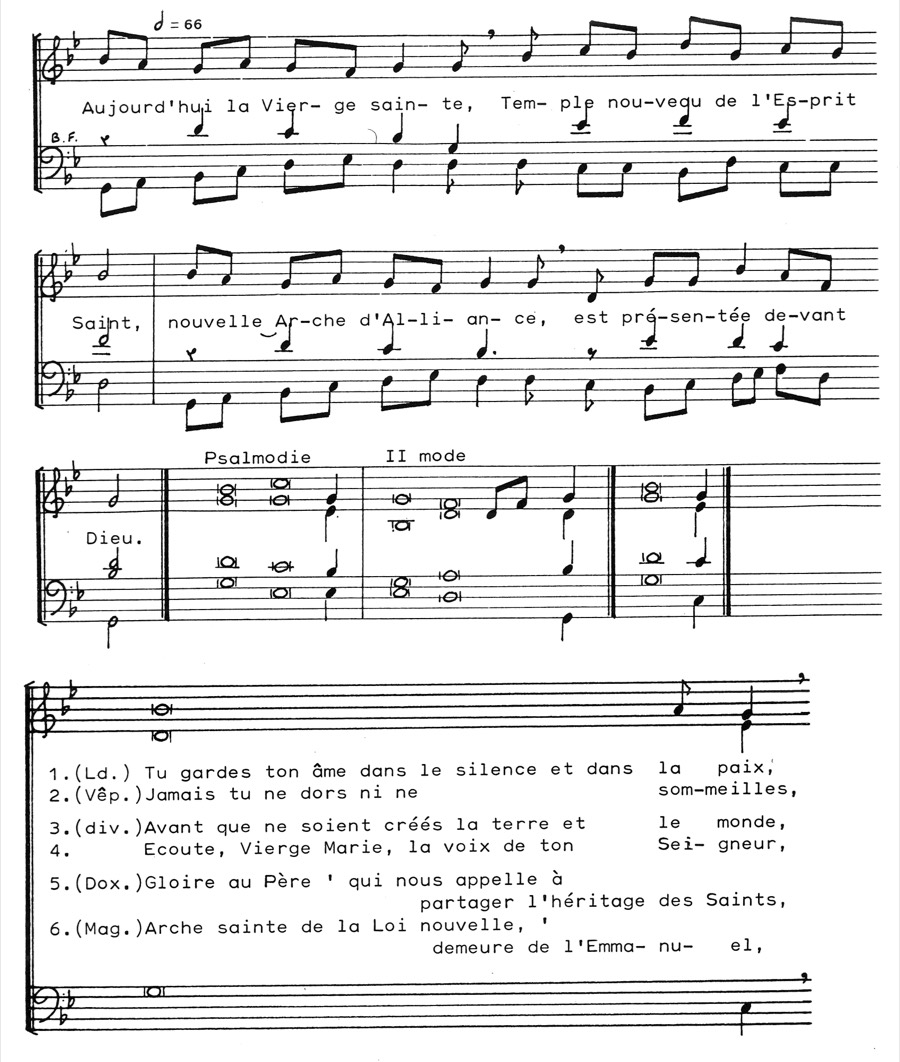 𝅗𝅥 = 66
Aujourd'hui la Vier- ge sain- te, Tem- ple nou-veau de l'Es-prit
B.F.
Saint, nouvelle Ar-che d'Al-li- an- ce, est pré-sen-tée de-vant
Psalmodie II mode
Dieu.
1.(Ld.) Tu gardes ton âme dans le silence et dans la paix,
2.(Vêp.)Jamais tu ne dors ni ne som-meilles,
3.(div.)Avant que ne soient créés la terre et le monde,
4. Ecoute, Vierge Marie, la voix de ton Sei- gneur,
5.(Dox.)Gloire au Père ' qui nous appelle à
partager l'héritage des Saints,
6.(Mag.)Arche sainte de la Loi nouvelle, '
demeure de l'Emma- nu- el,